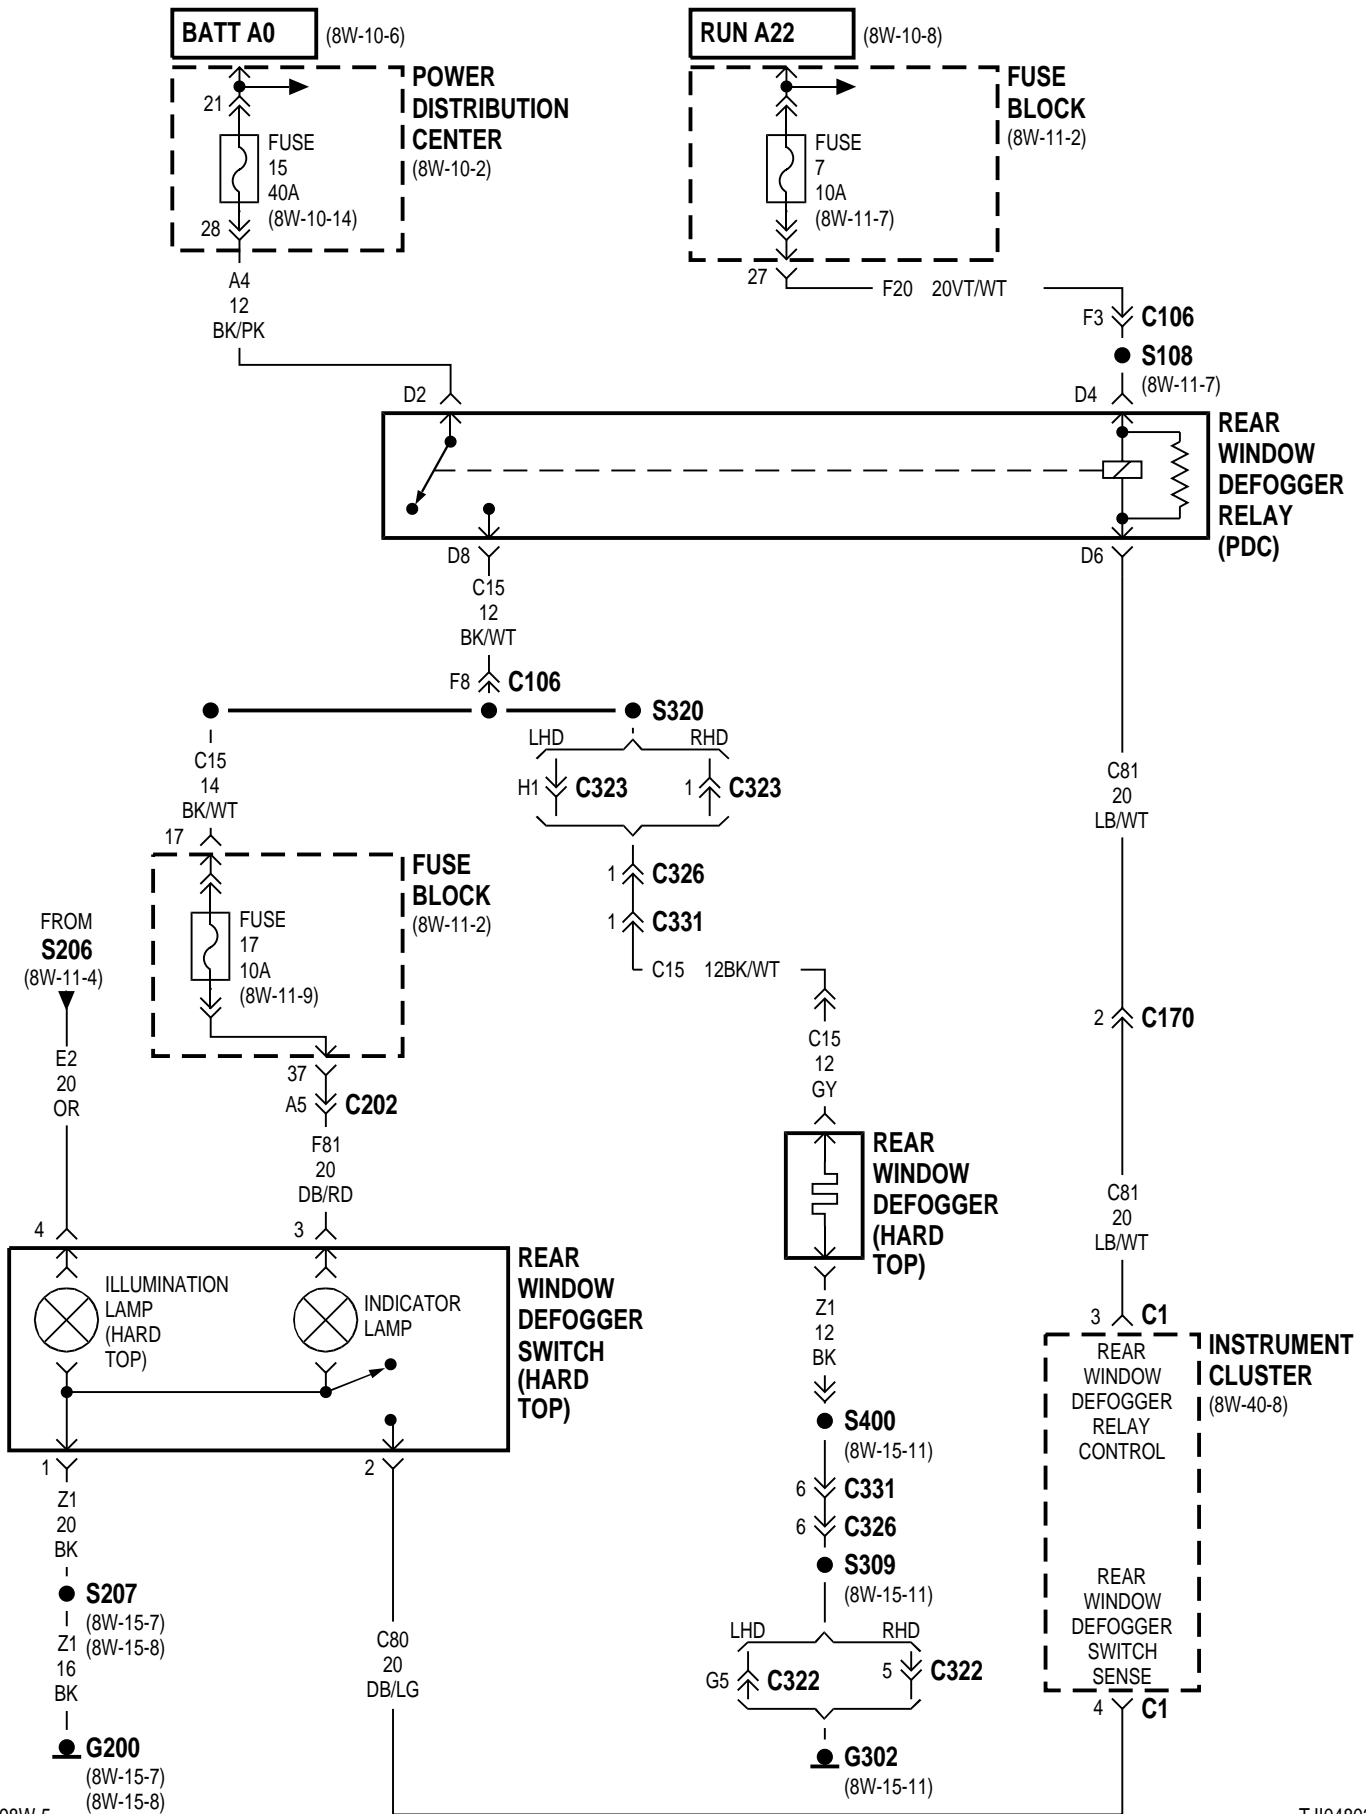 BATT A0 (8W-10-6)
RUN A22 (8W-10-8)
POWER
DISTRIBUTION
CENTER
(8W-10-2)
21
FUSE
15
40A
(8W-10-14)
28
FUSE
BLOCK
(8W-11-2)
FUSE
7
10A
(8W-11-7)
27
A4
12
BK/PK
F20 20VT/WT
F3 C106
S108
(8W-11-7)
D2
D4
REAR
WINDOW
DEFOGGER
RELAY
(PDC)
D8
D6
C15
12
BK/WT
F8 C106
S320
LHD RHD
H1 C323
1 C323
C15
14
BK/WT
17
C81
20
LB/WT
FUSE
BLOCK
(8W-11-2)
FUSE
17
10A
(8W-11-9)
1 C326
1 C331
C15 12BK/WT
FROM
S206
(8W-11-4)
E2
20
OR
37
A5 C202
F81
20
DB/RD
C15
12
GY
2 C170
REAR
WINDOW
DEFOGGER
(HARD
TOP)
C81
20
LB/WT
4
3
ILLUMINATION
LAMP
(HARD
TOP)
INDICATOR
LAMP
REAR
WINDOW
DEFOGGER
SWITCH
(HARD
TOP)
Z1
12
BK
3 C1
REAR
WINDOW
DEFOGGER
RELAY
CONTROL
INSTRUMENT
CLUSTER
(8W-40-8)
S400
(8W-15-11)
1
2
Z1
20
BK
6 C331
6 C326
S309
(8W-15-11)
REAR
WINDOW
DEFOGGER
SWITCH
SENSE
S207
(8W-15-7)
(8W-15-8)
Z1
16
BK
C80
20
DB/LG
LHD RHD
G5 C322
5 C322
4 C1
G200
(8W-15-7)
(8W-15-8)
G302
(8W-15-11)